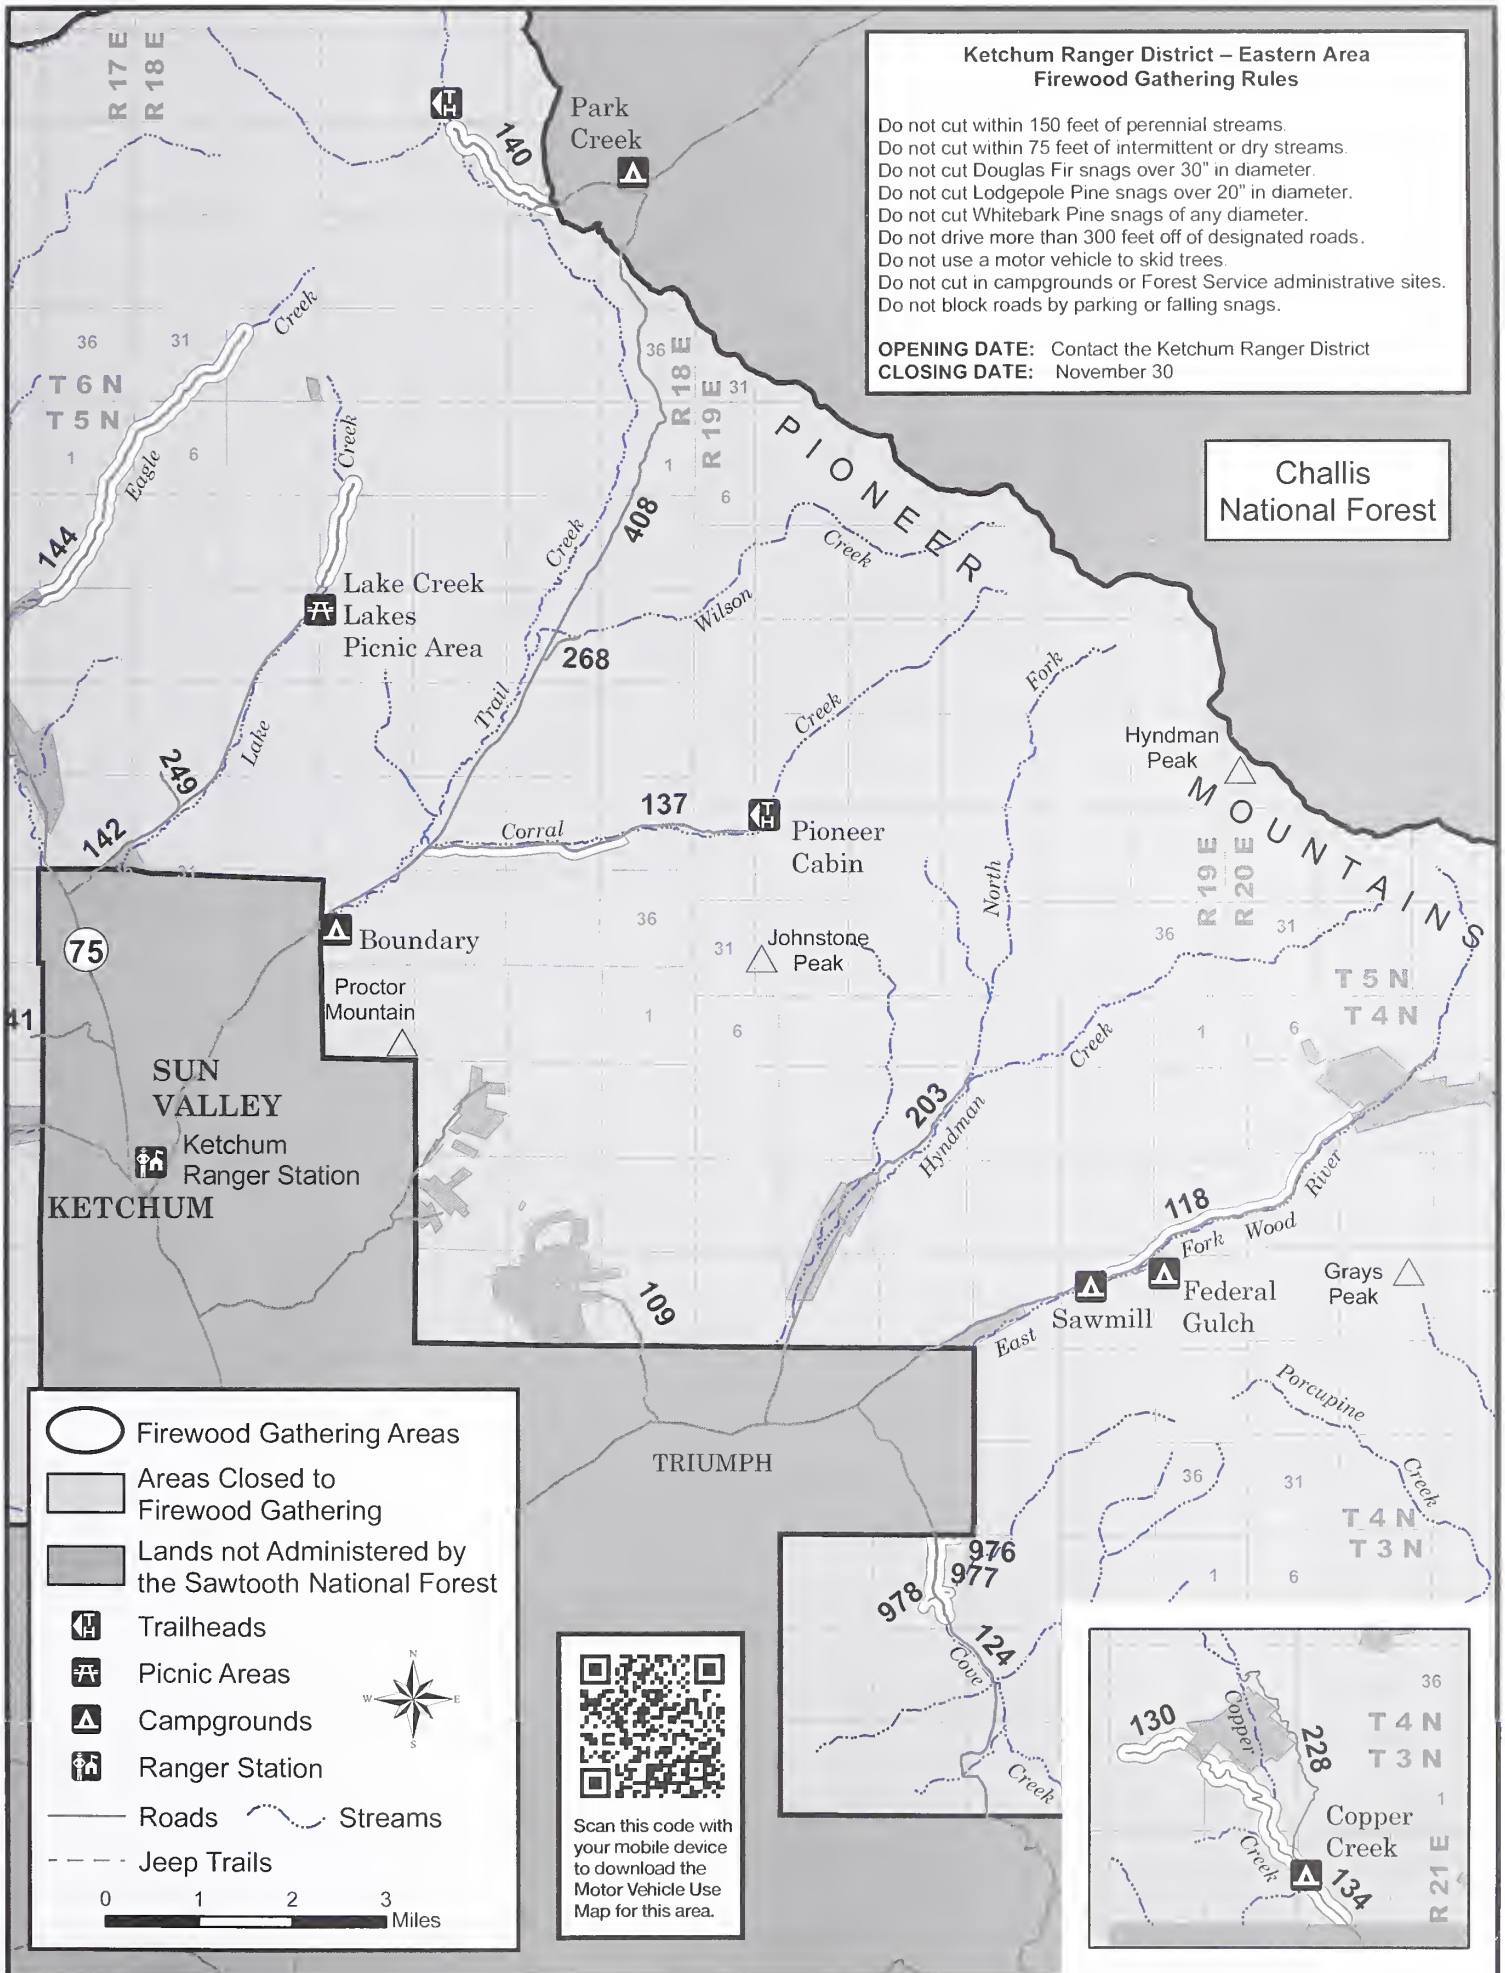 Ketchum Ranger District – Eastern Area
Firewood Gathering Rules
Do not cut within 150 feet of perennial streams.
Do not cut within 75 feet of intermittent or dry streams.
Do not cut Douglas Fir snags over 30" in diameter.
Do not cut Lodgepole Pine snags over 20" in diameter.
Do not cut Whitebark Pine snags of any diameter.
Do not drive more than 300 feet off of designated roads.
Do not use a motor vehicle to skid trees.
Do not cut in campgrounds or Forest Service administrative sites.
Do not block roads by parking or falling snags.
OPENING DATE: Contact the Ketchum Ranger District
CLOSING DATE: November 30
Challis
National Forest
R 17 E
R 18 E
TH
140
Park
Creek
Creek
36
31
T 6 N
T 5 N
1
6
Eagle
144
Creek
36
R 18 E
R 19 E
31
1
6
PIONEER
408
Creek
Creek
Wilson
268
Lake Creek
Lakes
Picnic Area
Trail
Lake
249
142
36
31
Creek
Fork
Hyndman
Peak
MOUNTAINS
137
TH
Corral
Pioneer
Cabin
North
R 19 E
R 20 E
75
Boundary
36
31
Johnstone
Peak
36
31
Proctor
Mountain
T 5 N
T 4 N
41
1
6
1
6
Creek
SUN
VALLEY
Ketchum
Ranger Station
KETCHUM
203
Hyndman
118
River
Wood
Fork
Sawmill
Federal
Gulch
East
Grays
Peak
109
TRIUMPH
Porcupine
Creek
36
31
T 4 N
T 3 N
1
6
976
977
978
124
Cove
Creek
Firewood Gathering Areas
Areas Closed to
Firewood Gathering
Lands not Administered by
the Sawtooth National Forest
TH
Trailheads
Picnic Areas
Campgrounds
Ranger Station
Roads
Streams
Jeep Trails
N
W
E
S
0 1 2 3
Miles
Scan this code with
your mobile device
to download the
Motor Vehicle Use
Map for this area.
130
Copper
228
36
T 4 N
T 3 N
1
Copper
Creek
Creek
134
R 21 E